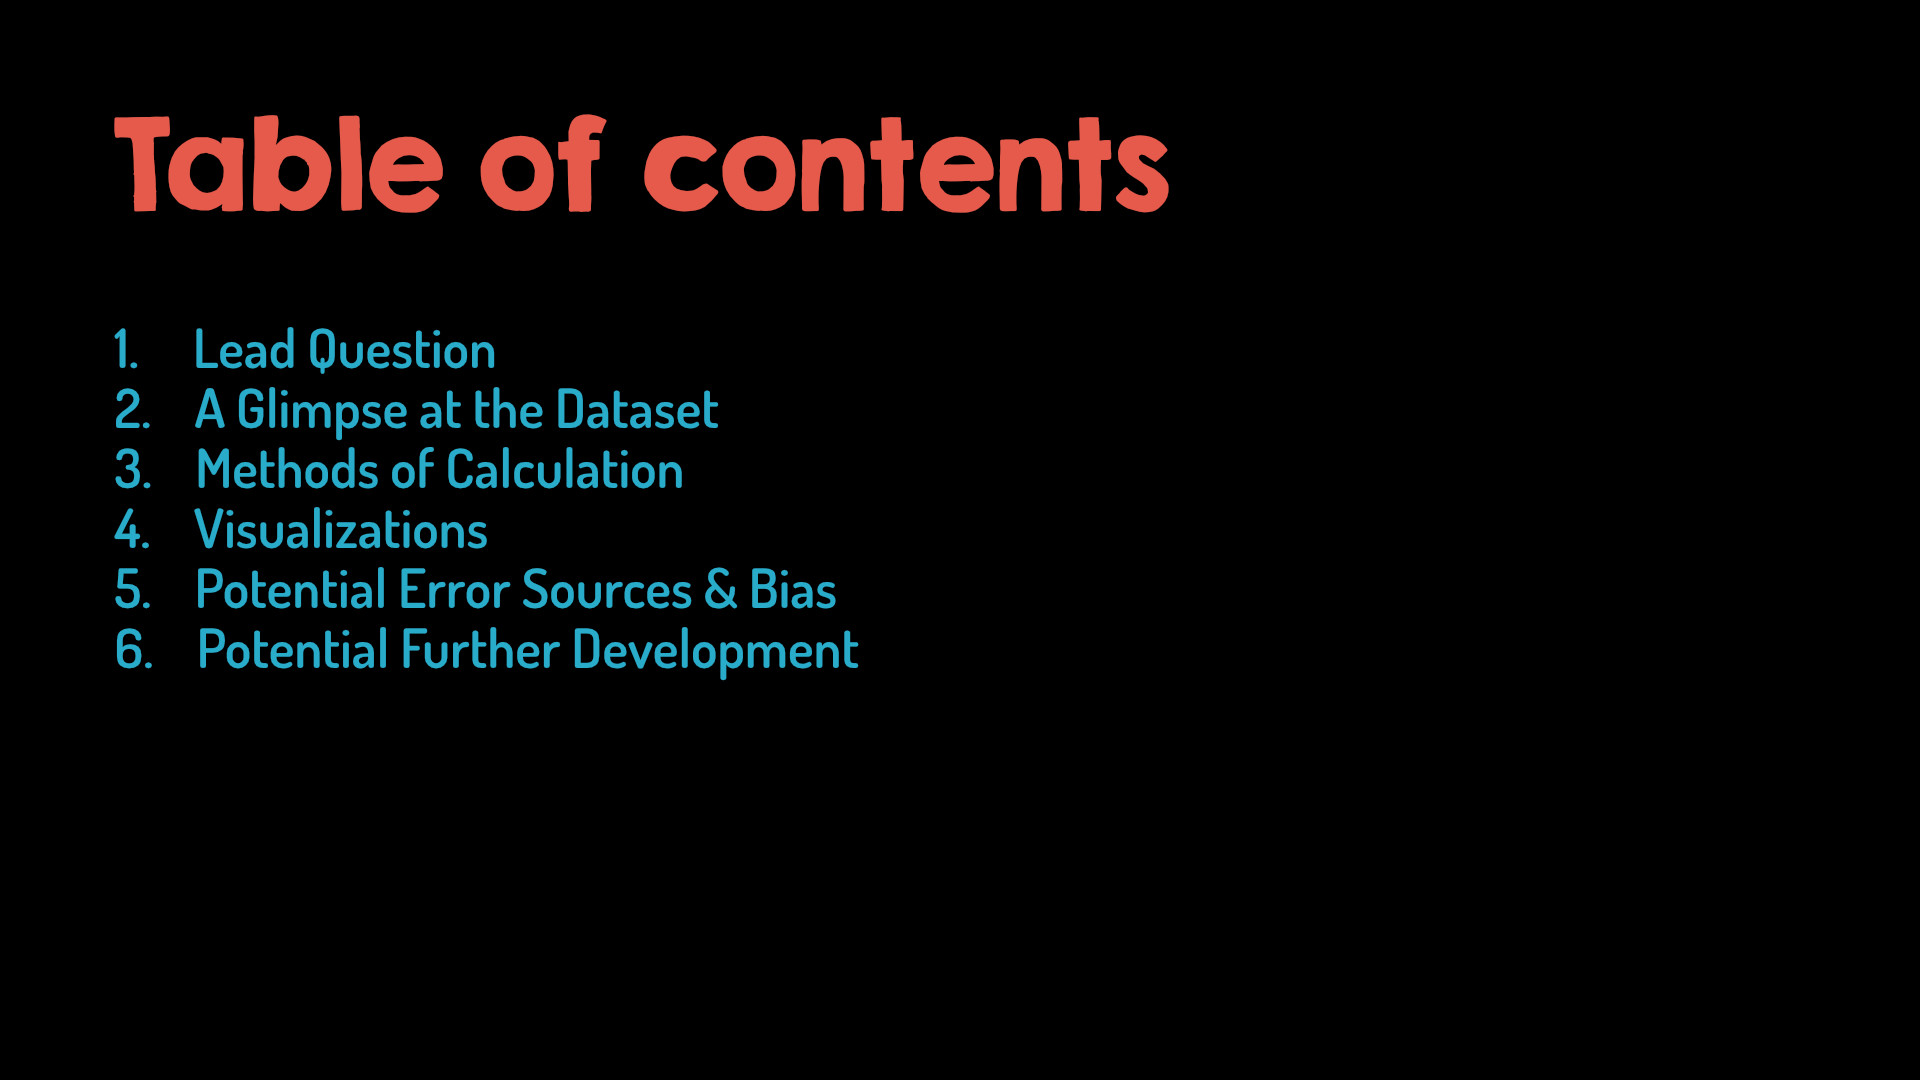 Table of contents
1. Lead Question
2. A Glimpse at the Dataset
3. Methods of Calculation
4. Visualizations
5. Potential Error Sources & Bias
6. Potential Further Development